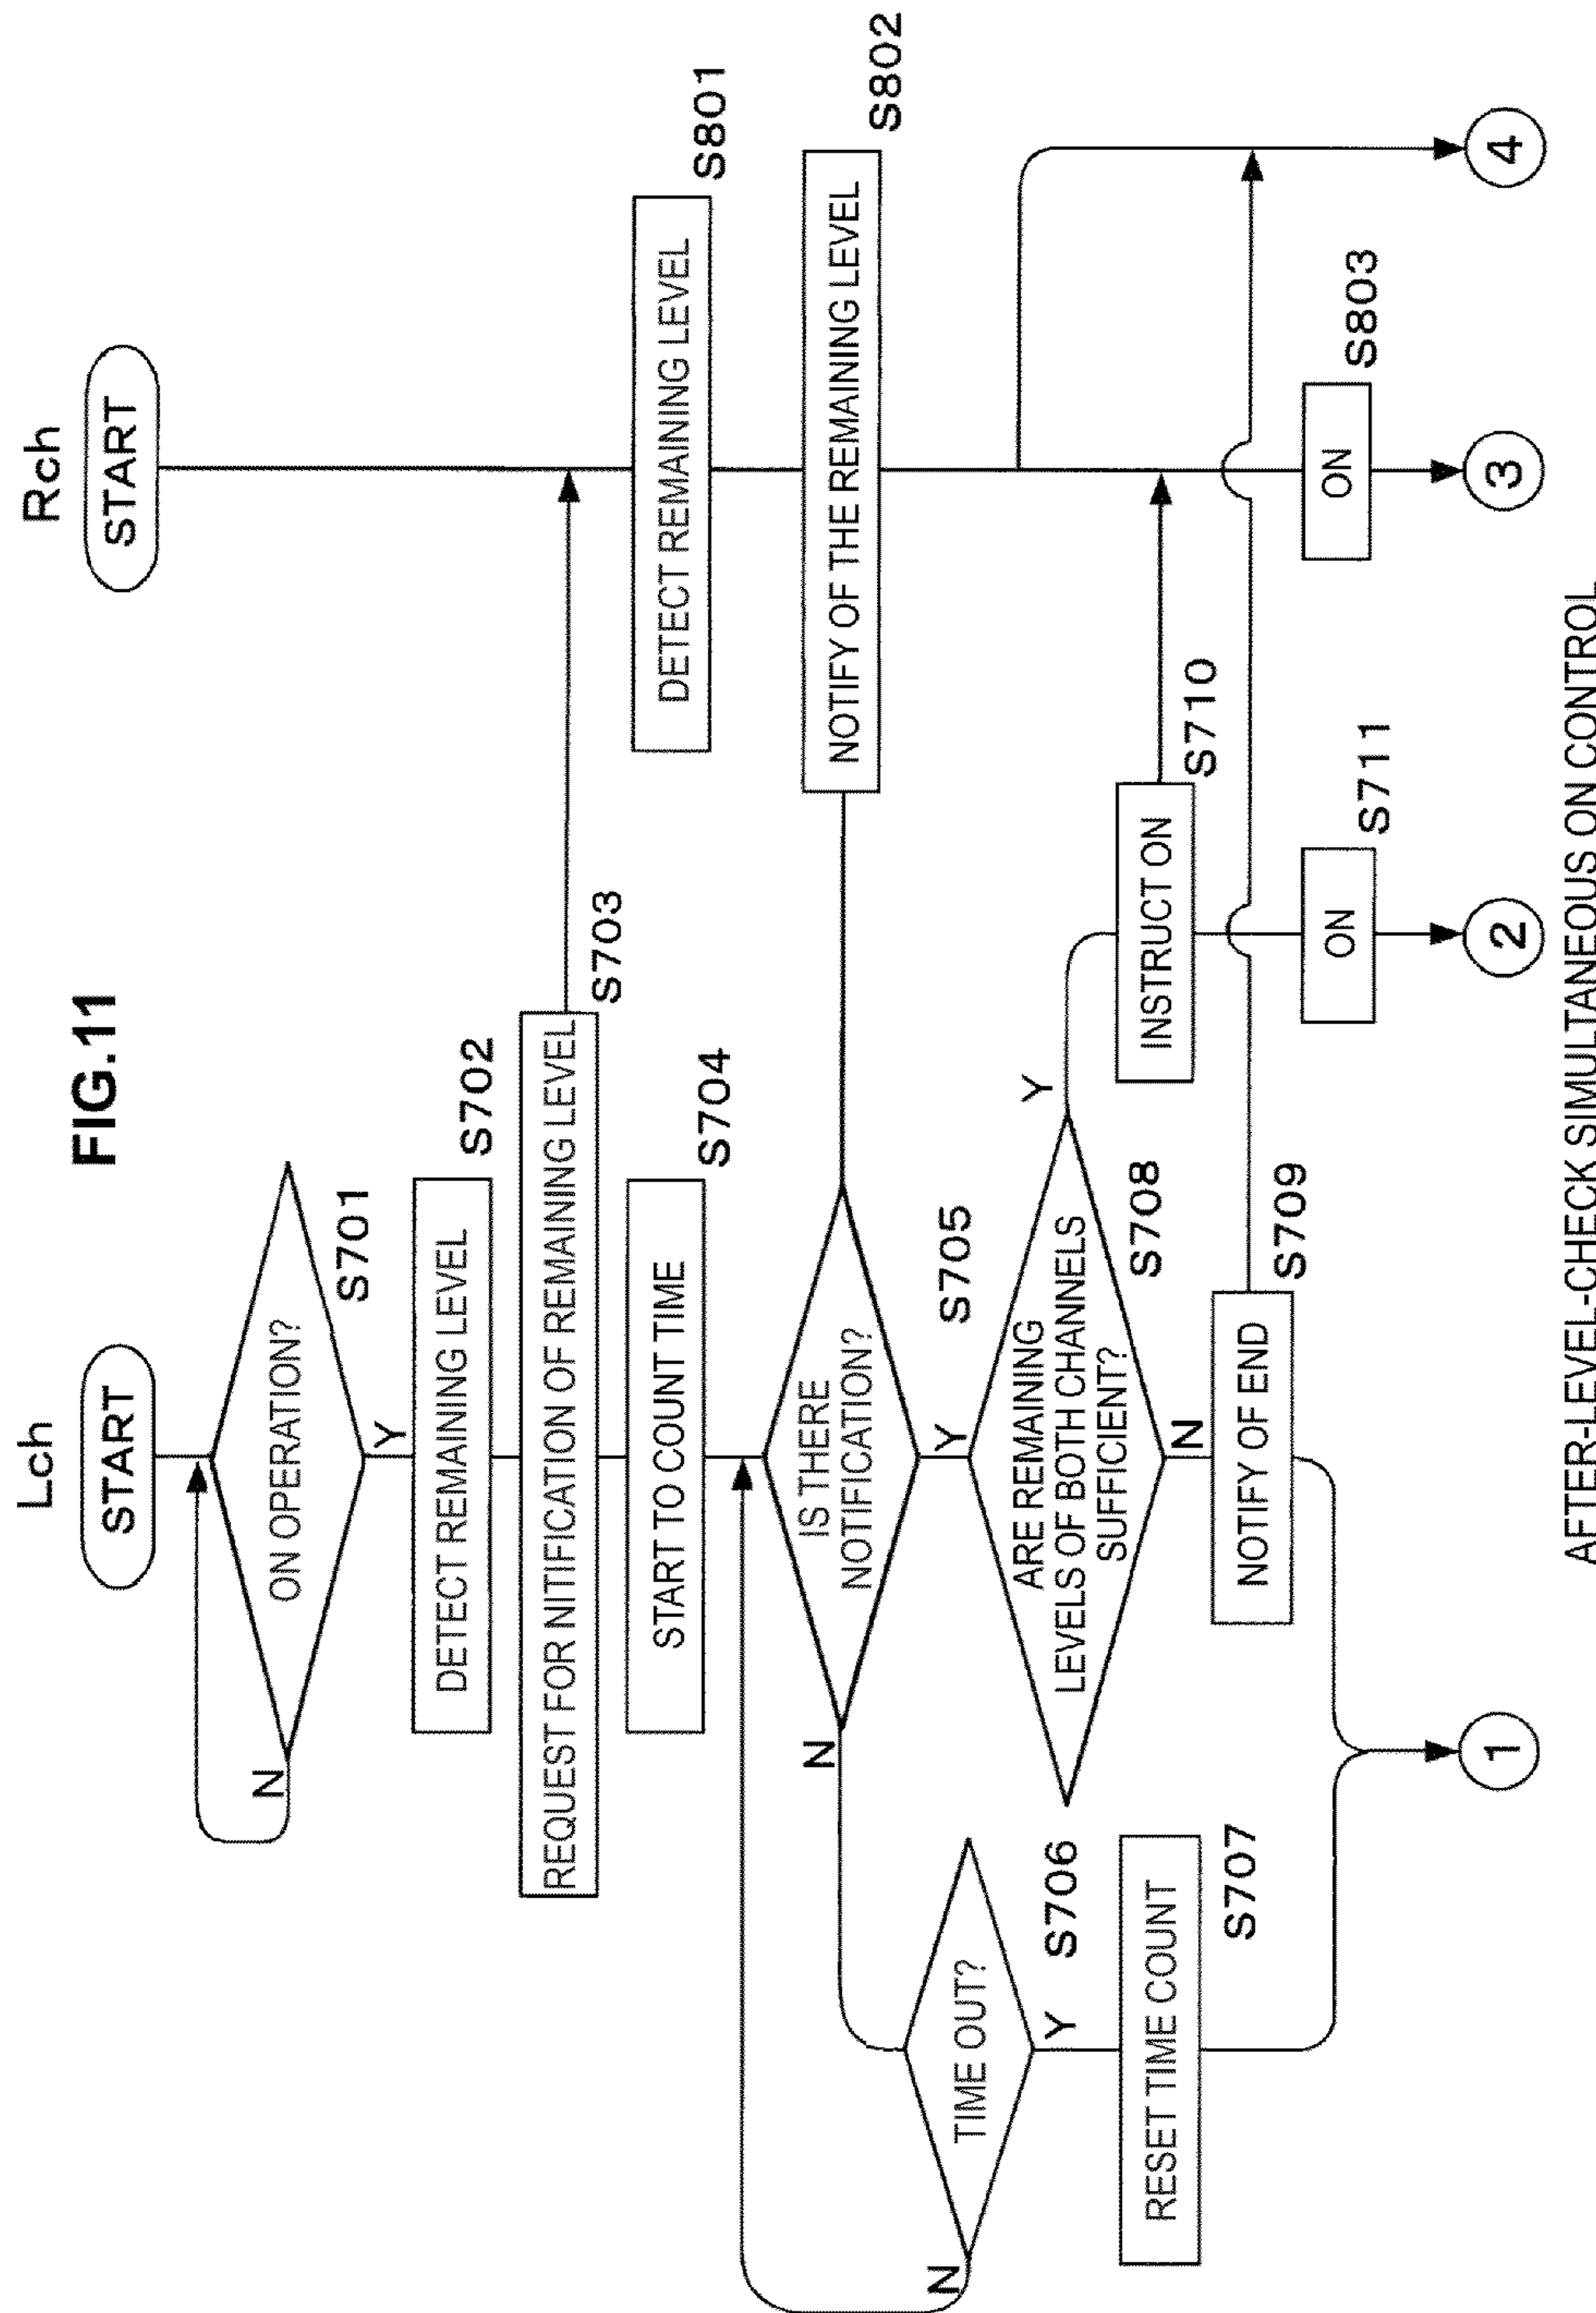 FIG.11
Lch
START
ON OPERATION?
S701
N
Y
DETECT REMAINING LEVEL
S702
REQUEST FOR NITIFICATION OF REMAINING LEVEL
S703
START TO COUNT TIME
S704
IS THERE
NOTIFICATION?
S705
N
Y
TIME OUT?
S706
N
Y
RESET TIME COUNT
S707
ARE REMAINING
LEVELS OF BOTH CHANNELS
SUFFICIENT?
S708
Y
N
NOTIFY OF END
S709
INSTRUCT ON
S710
ON
S711
1
2
Rch
START
DETECT REMAINING LEVEL
S801
NOTIFY OF THE REMAINING LEVEL
S802
ON
S803
3
4
AFTER-LEVEL-CHECK SIMULTANEOUS ON CONTROL